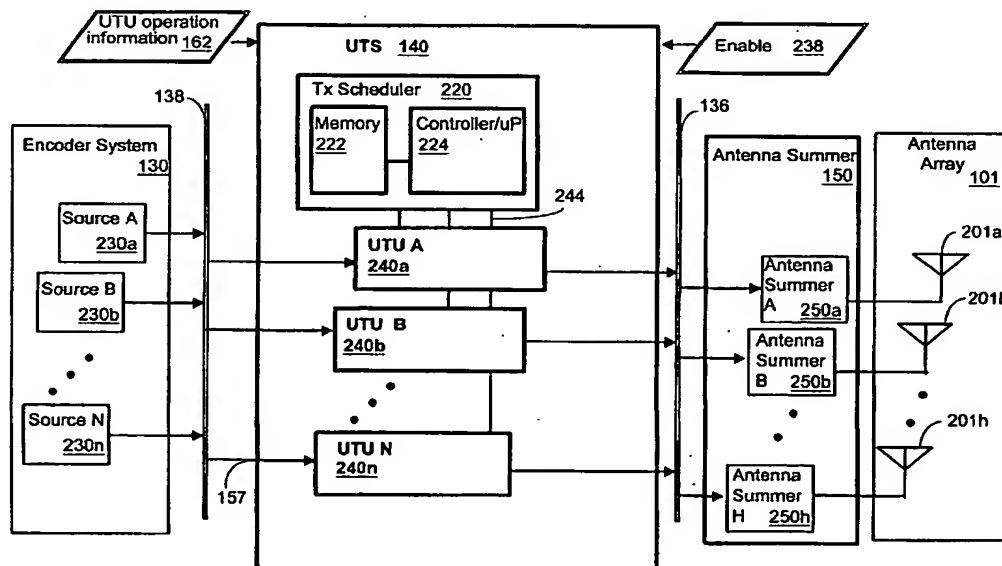 UTU operation
information 162
UTS 140
Enable 238
138
Tx Scheduler 220
136
Memory
222
Controller/uP
224
Encoder System
130
Antenna Summer
150
Antenna
Array
101
244
Source A
230a
UTU A
240a
201a
Antenna
Summer
A 250a
Source B
230b
UTU B
240b
201b
Antenna
Summer
B 250b
Source N
230n
UTU N
240n
201h
157
Antenna
Summer
H 250h